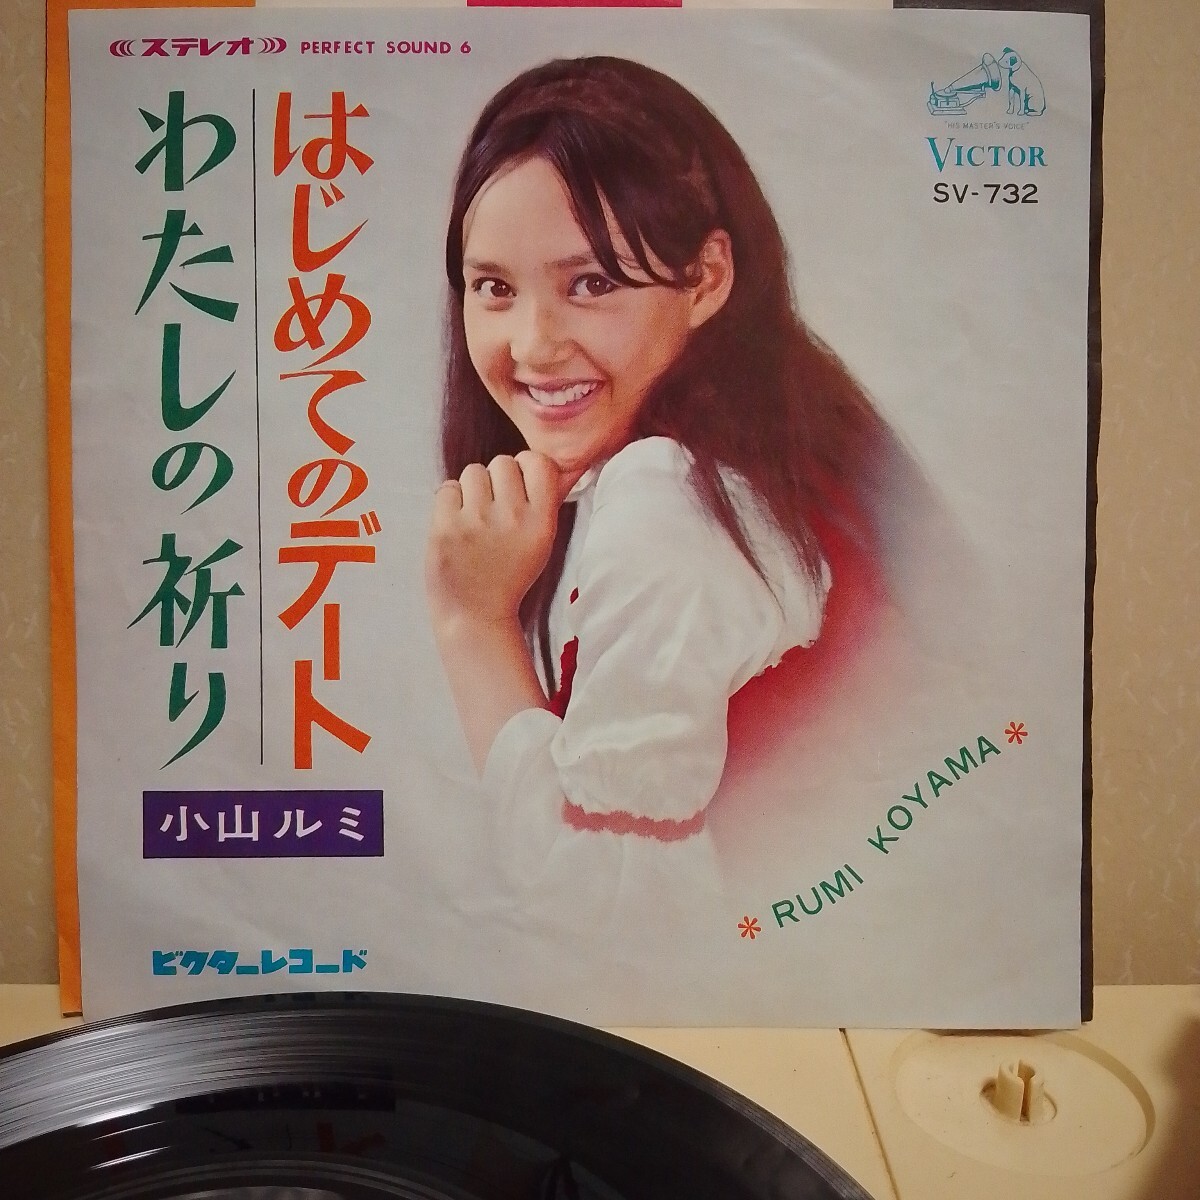 ステレオ PERFECT SOUND 6
"HIS MASTER'S VOICE"
VICTOR
SV-732
はじめてのデート
わたしの祈り
小山ルミ
* RUMI KOYAMA *
ビクターレコード